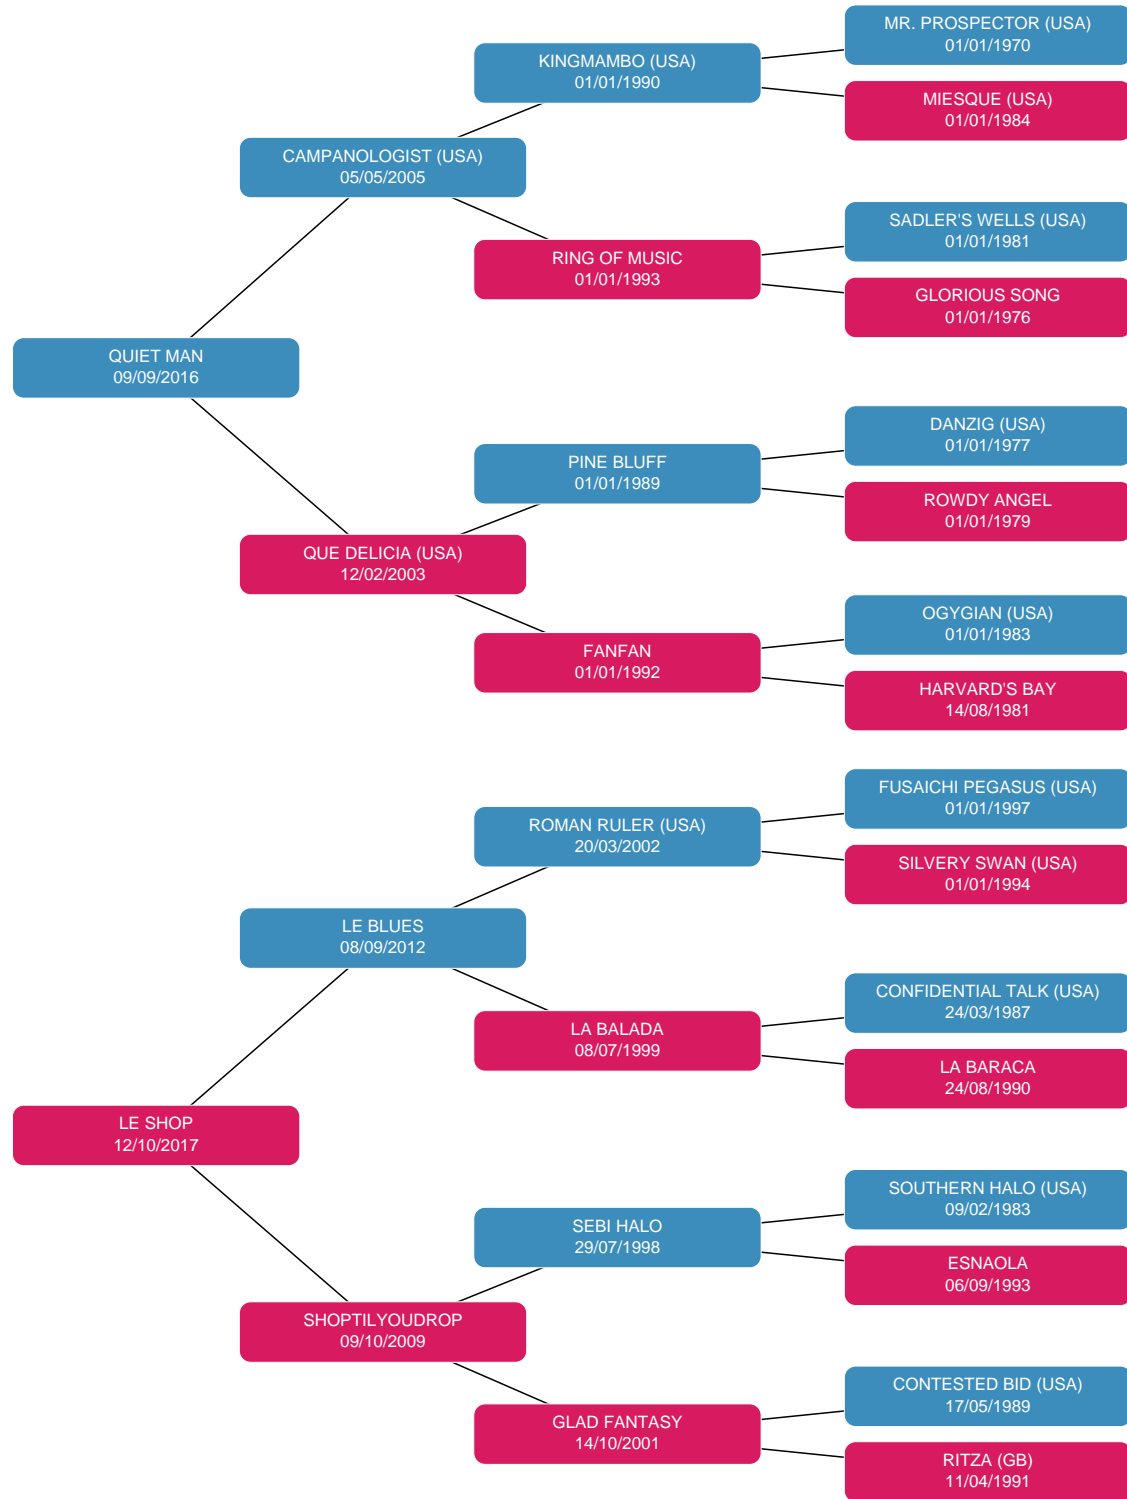 MR. PROSPECTOR (USA)
01/01/1970
KINGMAMBO (USA)
01/01/1990
MIESQUE (USA)
01/01/1984
CAMPANOLOGIST (USA)
05/05/2005
SADLER'S WELLS (USA)
01/01/1981
RING OF MUSIC
01/01/1993
GLORIOUS SONG
01/01/1976
QUIET MAN
09/09/2016
DANZIG (USA)
01/01/1977
PINE BLUFF
01/01/1989
ROWDY ANGEL
01/01/1979
QUE DELICIA (USA)
12/02/2003
OGYGIAN (USA)
01/01/1983
FANFAN
01/01/1992
HARVARD'S BAY
14/08/1981
FUSAICHI PEGASUS (USA)
01/01/1997
ROMAN RULER (USA)
20/03/2002
SILVERY SWAN (USA)
01/01/1994
LE BLUES
08/09/2012
CONFIDENTIAL TALK (USA)
24/03/1987
LA BALADA
08/07/1999
LA BARACA
24/08/1990
LE SHOP
12/10/2017
SOUTHERN HALO (USA)
09/02/1983
SEBI HALO
29/07/1998
ESNAOLA
06/09/1993
SHOPTILYOUDROP
09/10/2009
CONTESTED BID (USA)
17/05/1989
GLAD FANTASY
14/10/2001
RITZA (GB)
11/04/1991